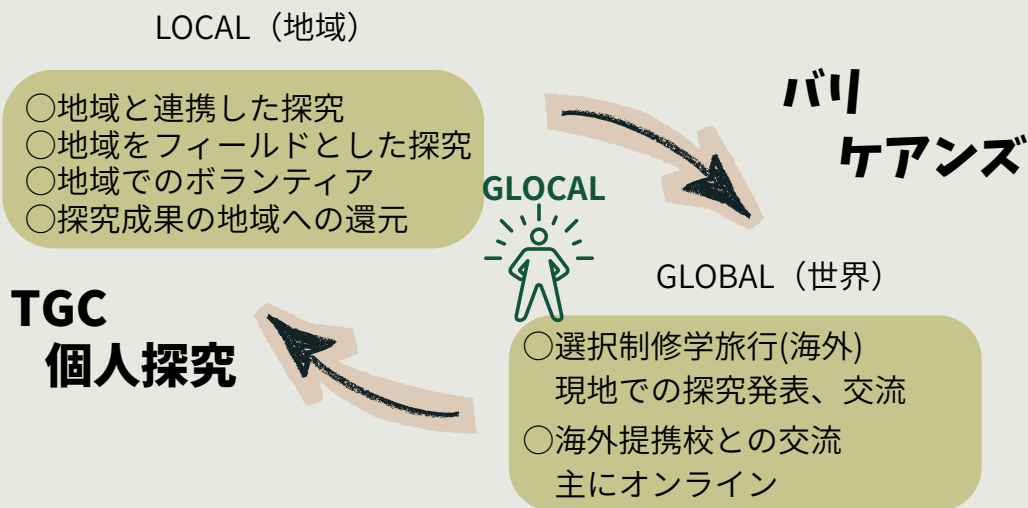 LOCAL（地域）
○地域と連携した探究
○地域をフィールドとした探究
○地域でのボランティア
○探究成果の地域への還元
バリ
ケアンズ
GLOCAL
TGC
個人探究
GLOBAL（世界）
○選択制修学旅行(海外)
現地での探究発表、交流
○海外提携校との交流
主にオンライン